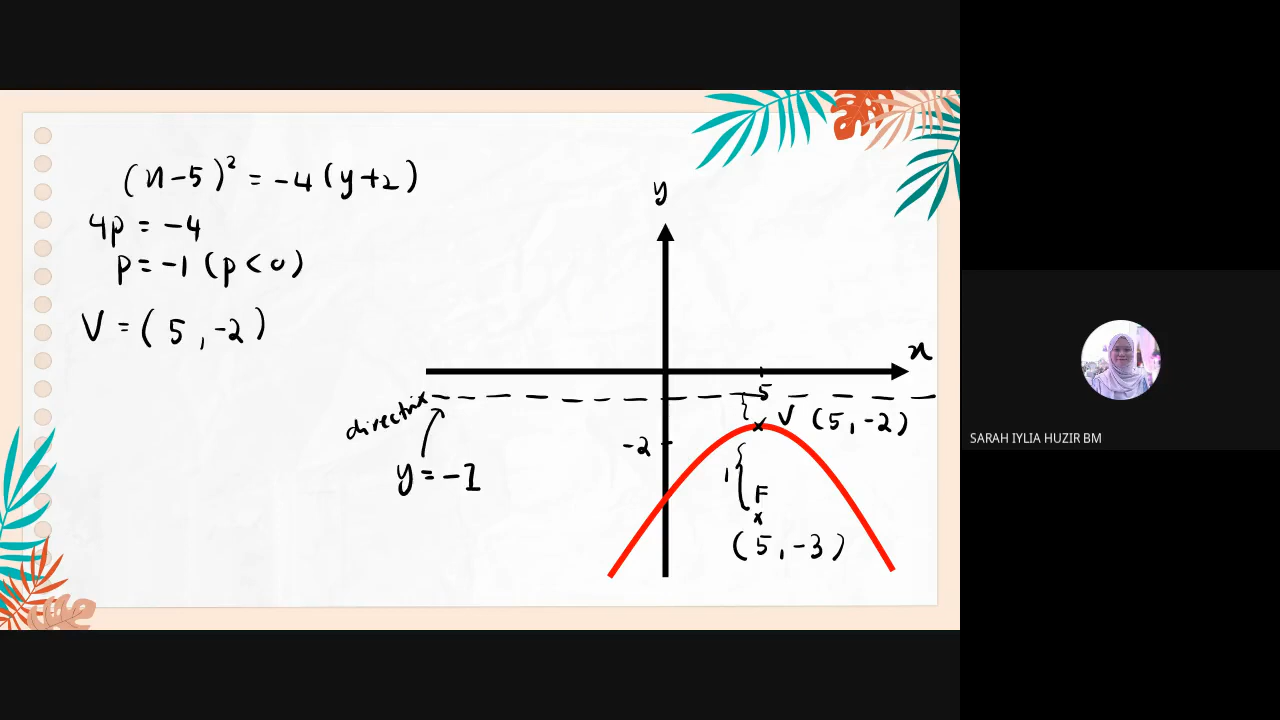 (x-5)² = -4(y+2)
4p = -4
p = -1 (p < 0)
V = (5, -2)
y
x
5
directrix
V (5, -2)
-2
y = -1
1
F
x
(5, -3)
SARAH IYLIA HUZIR BM